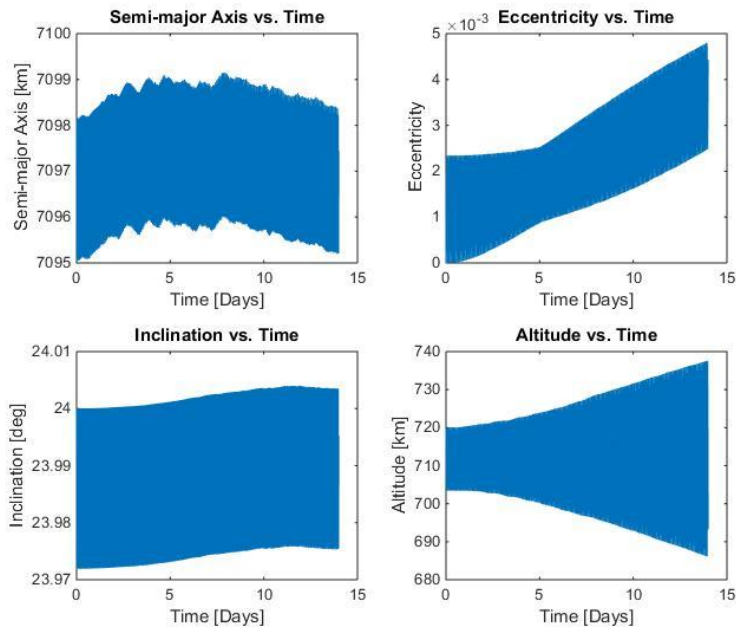 Semi-major Axis vs. Time
7100
7099
7098
7097
7096
7095
Semi-major Axis [km]
0 5 10 15
Time [Days]
×10⁻³ Eccentricity vs. Time
5
4
3
2
1
0
Eccentricity
0 5 10 15
Time [Days]
Inclination vs. Time
24.01
24
23.99
23.98
23.97
Inclination [deg]
0 5 10 15
Time [Days]
Altitude vs. Time
740
720
700
680
Altitude [km]
0 5 10 15
Time [Days]